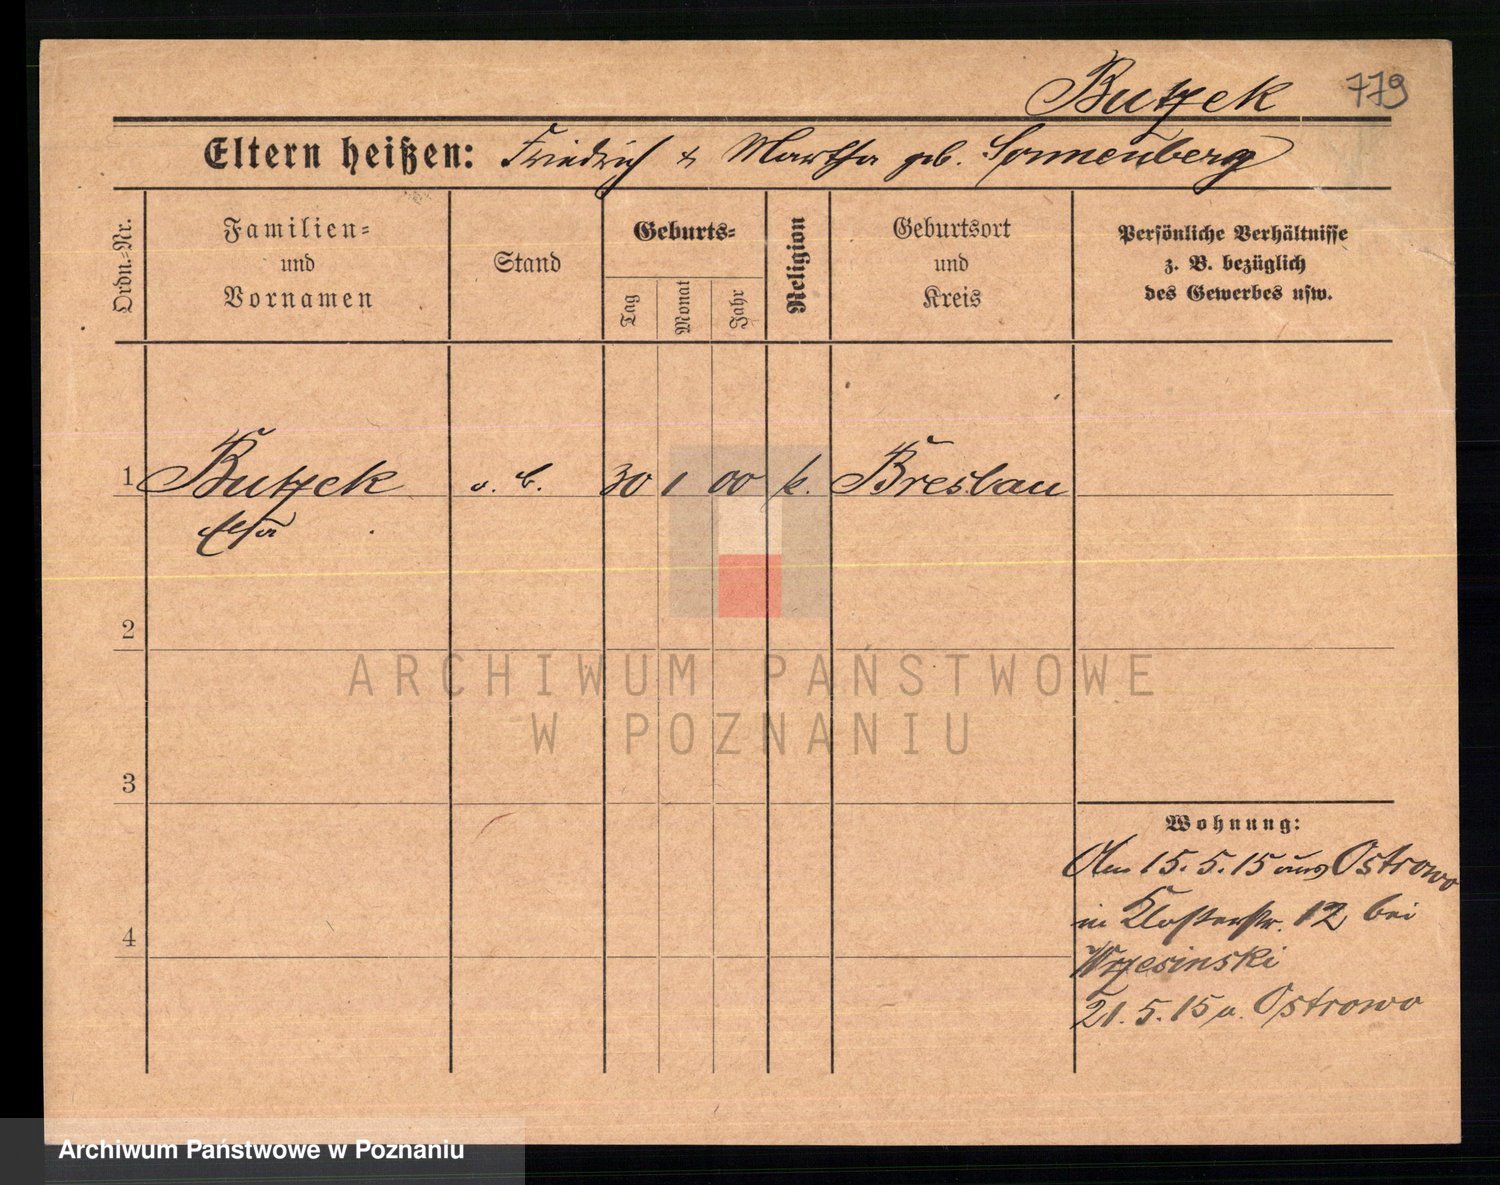 Butzek 779
Eltern heißen: Friedrich & Martha geb. Sonnenberg
Ordn.-Nr.
Familien-
und
Vornamen
Stand
Geburts-
Tag
Monat
Jahr
Religion
Geburtsort
und
Kreis
Persönliche Verhältnisse
z. B. bezüglich
des Gewerbes usw.
1 Butzek 30 1 00 k. Breslau
Elsa
2
3
4
Wohnung:
Am 15.5.15 aus Ostrowo
in Klosterstr. 12 bei
Wrzesinski
21.5.15 n. Ostrowo
ARCHIWUM PAŃSTWOWE
W POZNANIU
Archiwum Państwowe w Poznaniu